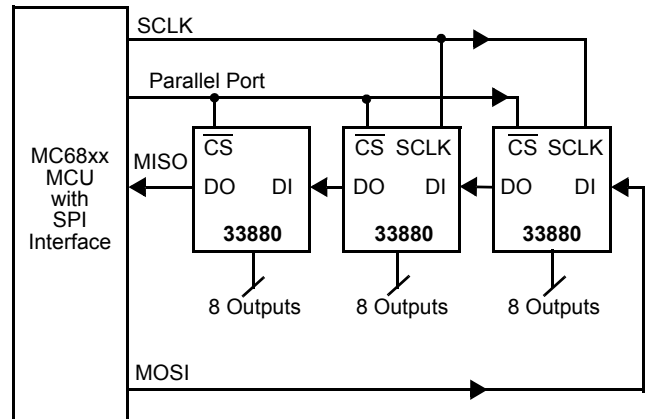 SCLK
Parallel Port
CS
CS SCLK
CS SCLK
MC68xx
MCU
with
SPI
Interface
MISO
DO DI
DO DI
DO DI
33880
33880
33880
8 Outputs
8 Outputs
8 Outputs
MOSI